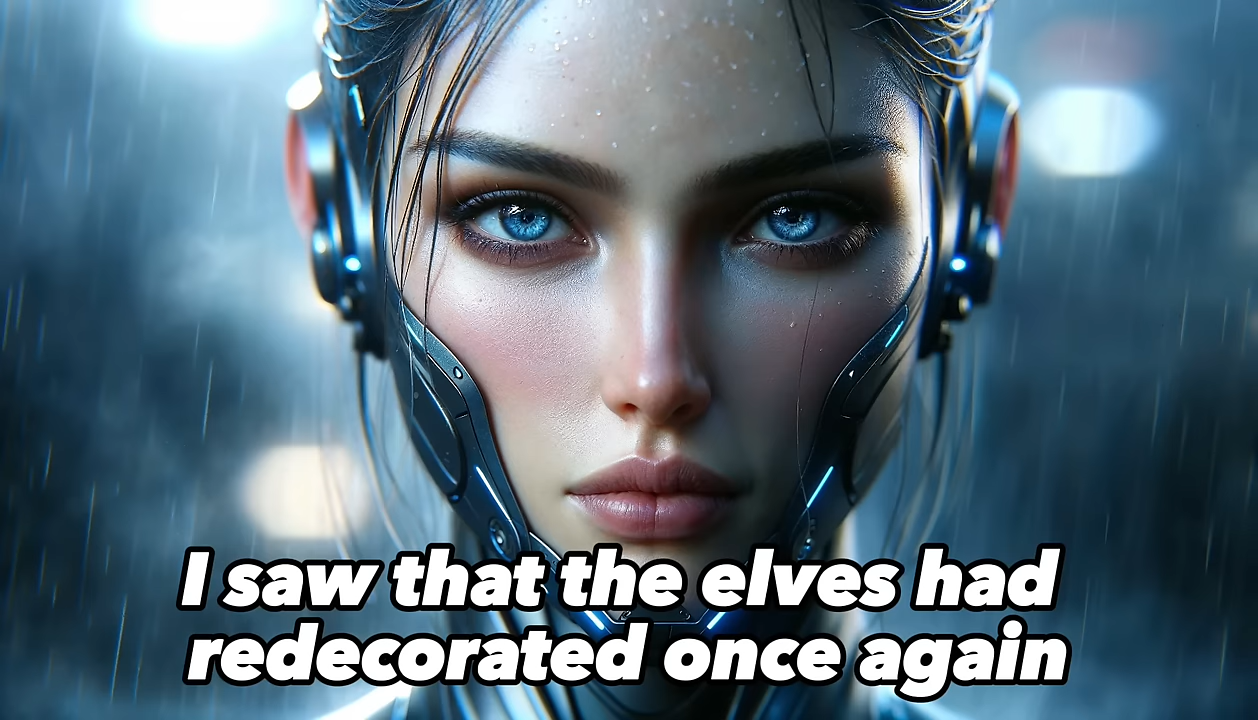 I saw that the elves had
redecorated once again